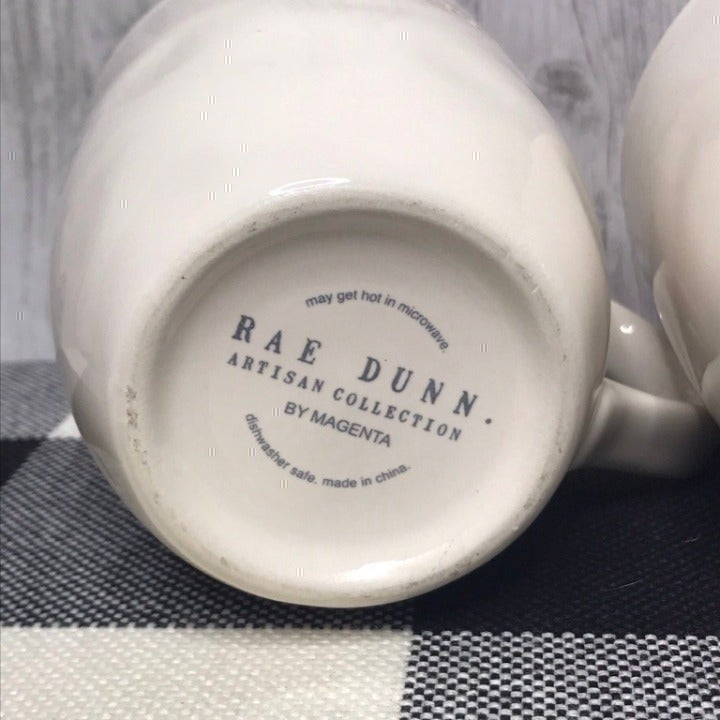 may get hot in microwave.
RAE DUNN.
ARTISAN COLLECTION
BY MAGENTA
dishwasher safe. made in china.